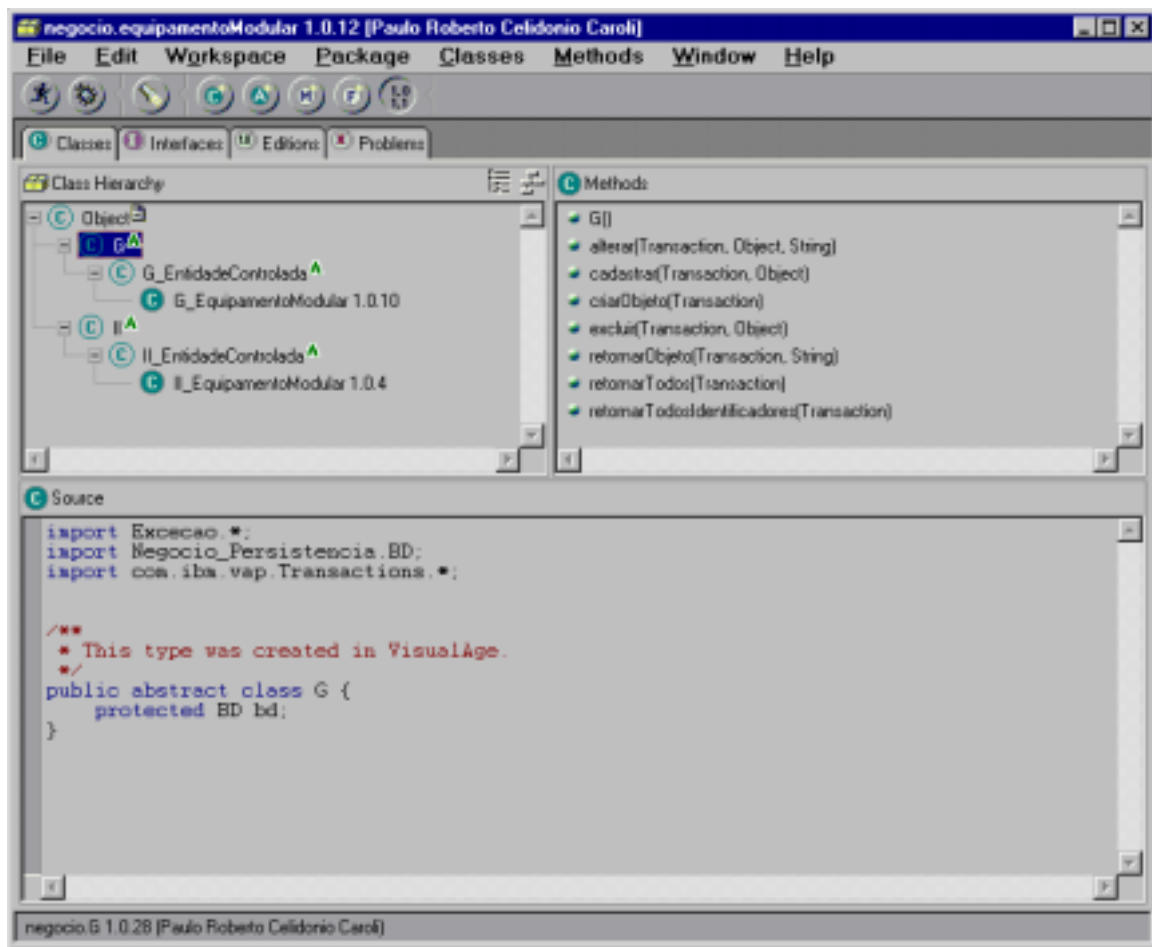 negocio.equipamentoModular 1.0.12 [Paulo Roberto Celidonio Caroli]
File Edit Workspace Package Classes Methods Window Help
Classes Interfaces Editions Problems
Class Hierarchy
Object
G
G_EntidadeControlada
G_EquipamentoModular 1.0.10
II
II_EntidadeControlada
II_EquipamentoModular 1.0.4
Methods
G()
alterar(Transaction, Object, String)
cadastrar(Transaction, Object)
criarObjeto(Transaction)
excluir(Transaction, Object)
retornarObjeto(Transaction, String)
retornarTodos(Transaction)
retornarTodosIdentificadores(Transaction)
Source
import Excecao.*;
import Negocio_Persistencia.BD;
import com.ibm.vap.Transactions.*;
/**
 * This type was created in VisualAge.
 */
public abstract class G {
    protected BD bd;
}
negocio.G 1.0.28 [Paulo Roberto Celidonio Caroli]